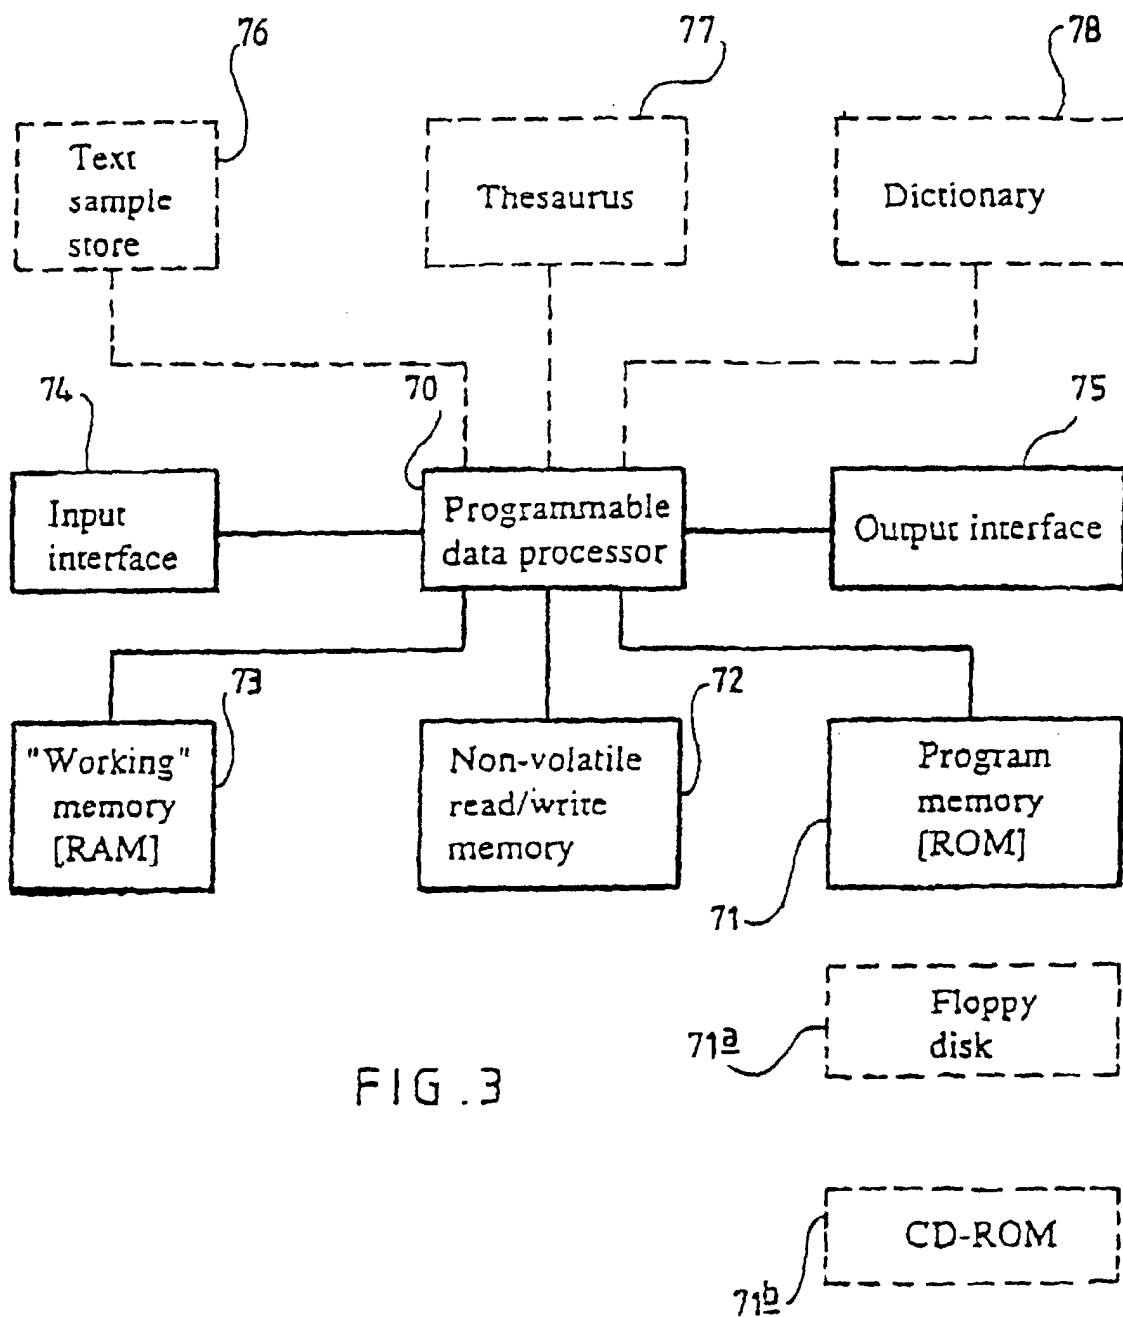 76
77
78
Text
sample
store
Thesaurus
Dictionary
74
70
75
Input
interface
Programmable
data processor
Output interface
73
72
"Working"
memory
[RAM]
Non-volatile
read/write
memory
Program
memory
[ROM]
71
Floppy
disk
71a
FIG.3
CD-ROM
71b